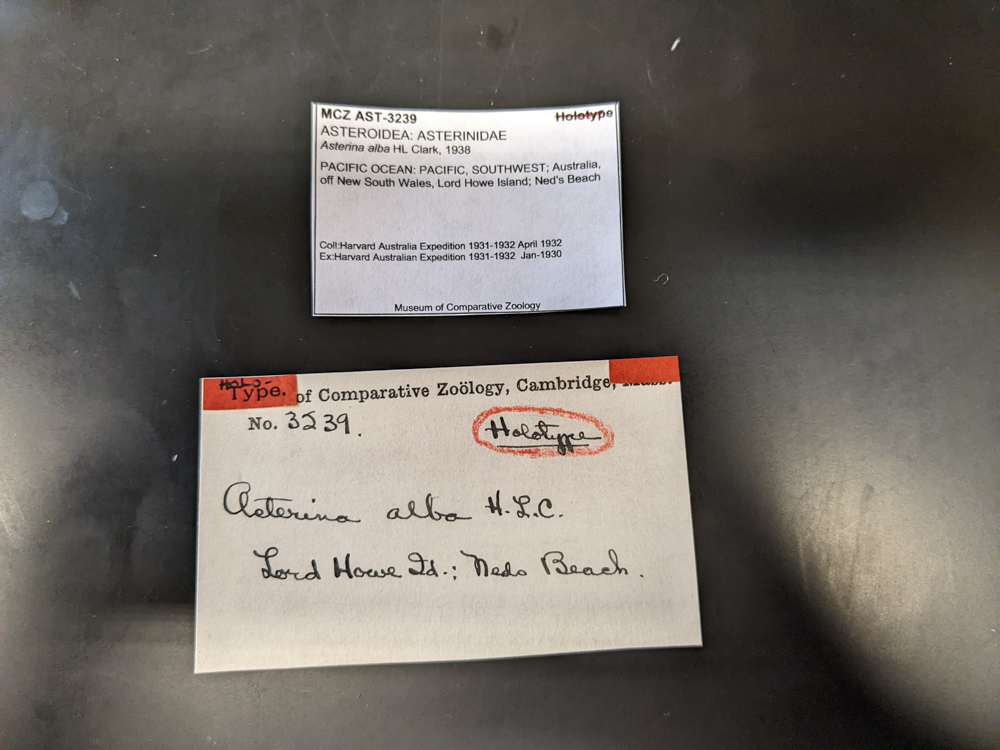 MCZ AST-3239 Holotype
ASTEROIDEA: ASTERINIDAE
Asterina alba HL Clark, 1938
PACIFIC OCEAN: PACIFIC, SOUTHWEST; Australia,
off New South Wales, Lord Howe Island; Ned's Beach
Coll:Harvard Australia Expedition 1931-1932 April 1932
Ex:Harvard Australian Expedition 1931-1932 Jan-1930
Museum of Comparative Zoology
HOLO-
Type. of Comparative Zoölogy, Cambridge, Mass.
No. 3239.
Holotype
Asterina alba H.L.C.
Lord Howe Id.; Neds Beach.